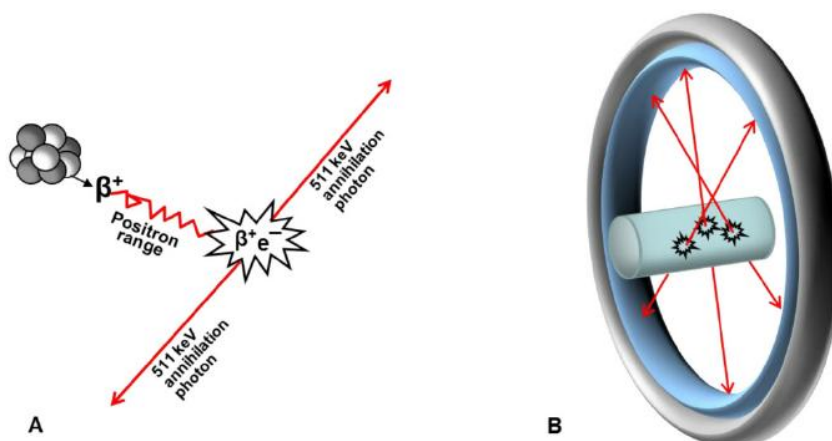 511 keV
annihilation
photon
β+
Positron
range
β+ e−
511 keV
annihilation
photon
A
B